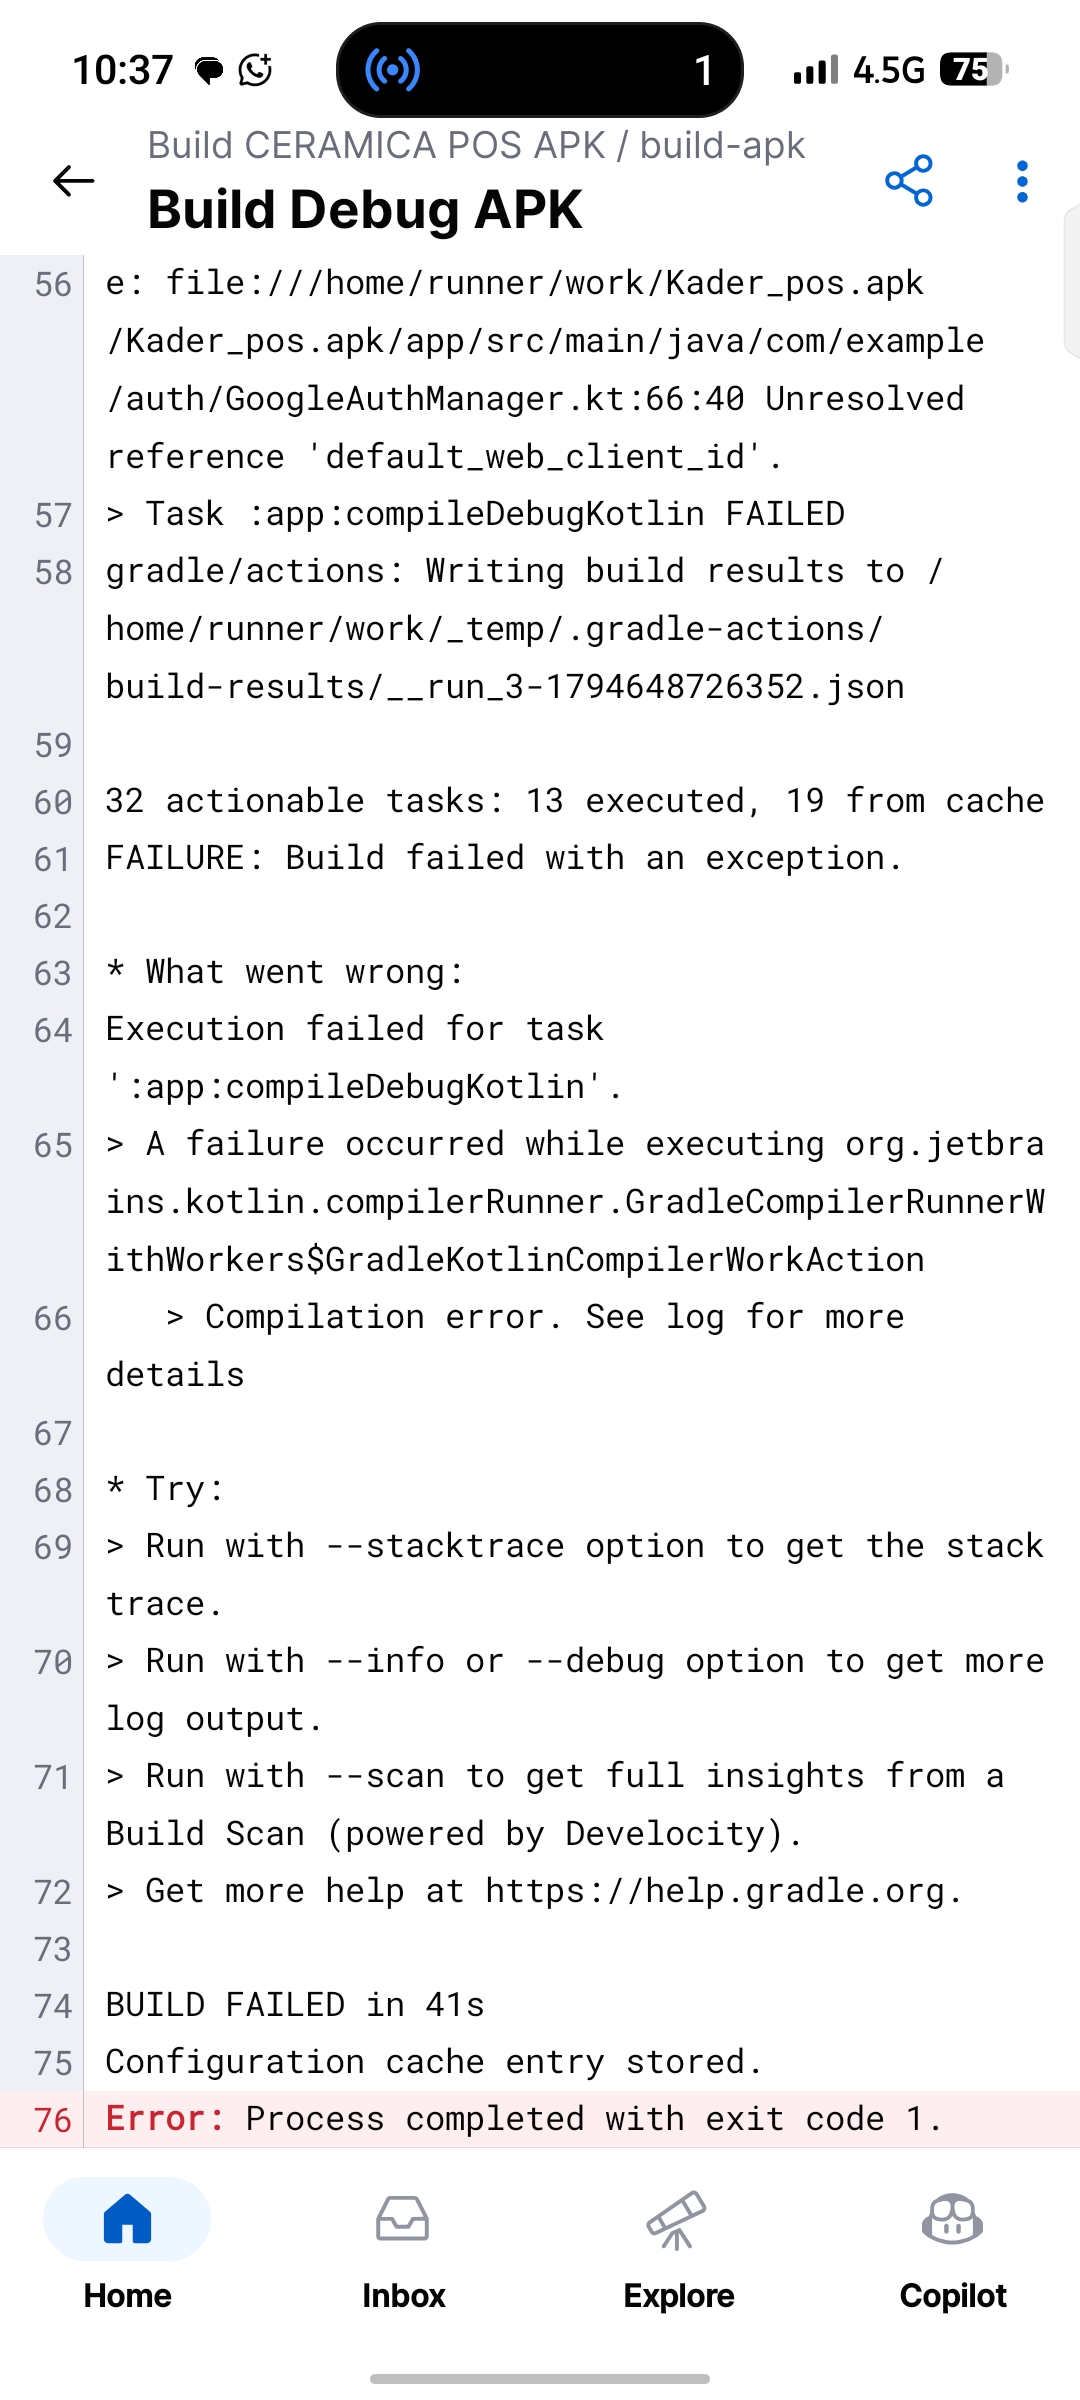 10:37
1
4.5G
75
Build CERAMICA POS APK / build-apk
Build Debug APK
56 e: file:///home/runner/work/Kader_pos.apk
/Kader_pos.apk/app/src/main/java/com/example
/auth/GoogleAuthManager.kt:66:40 Unresolved
reference 'default_web_client_id'.
57 > Task :app:compileDebugKotlin FAILED
58 gradle/actions: Writing build results to /
home/runner/work/_temp/.gradle-actions/
build-results/__run_3-1794648726352.json
59
60 32 actionable tasks: 13 executed, 19 from cache
61 FAILURE: Build failed with an exception.
62
63 * What went wrong:
64 Execution failed for task
':app:compileDebugKotlin'.
65 > A failure occurred while executing org.jetbra
ins.kotlin.compilerRunner.GradleCompilerRunnerW
ithWorkers$GradleKotlinCompilerWorkAction
66 > Compilation error. See log for more
details
67
68 * Try:
69 > Run with --stacktrace option to get the stack
trace.
70 > Run with --info or --debug option to get more
log output.
71 > Run with --scan to get full insights from a
Build Scan (powered by Develocity).
72 > Get more help at https://help.gradle.org.
73
74 BUILD FAILED in 41s
75 Configuration cache entry stored.
76 Error: Process completed with exit code 1.
Home
Inbox
Explore
Copilot